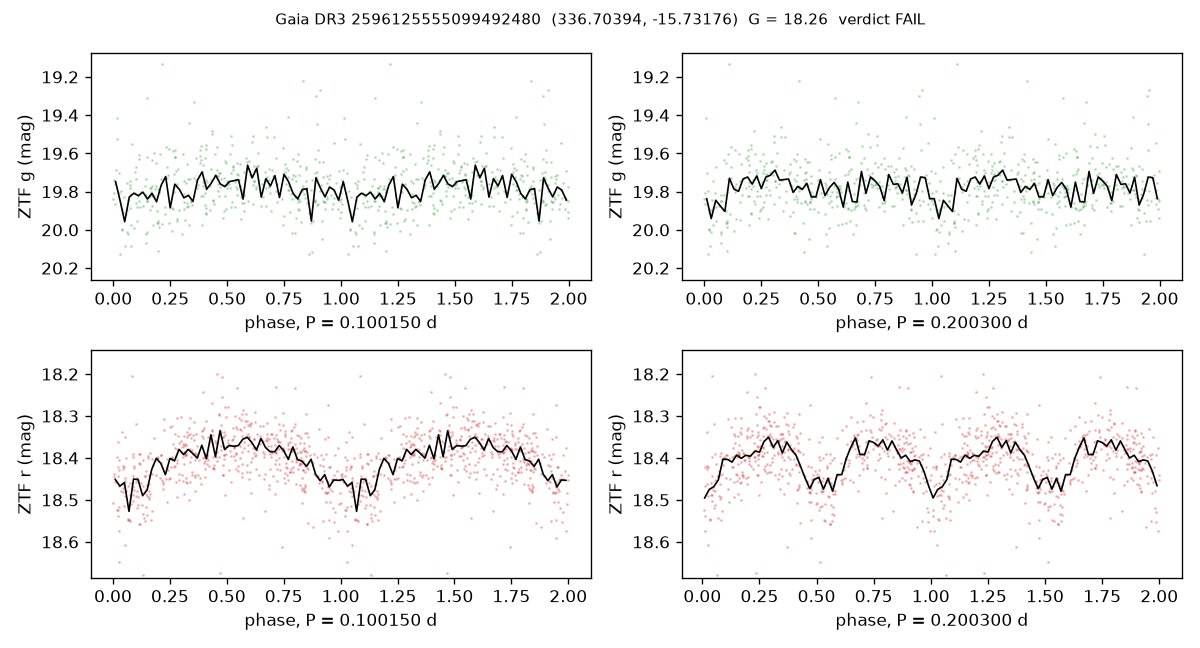 Gaia DR3 2596125555099492480 (336.70394, -15.73176) G = 18.26 verdict FAIL
ZTF g (mag)
19.2
19.4
19.6
19.8
20.0
20.2
0.00 0.25 0.50 0.75 1.00 1.25 1.50 1.75 2.00
phase, P = 0.100150 d
ZTF g (mag)
19.2
19.4
19.6
19.8
20.0
20.2
0.00 0.25 0.50 0.75 1.00 1.25 1.50 1.75 2.00
phase, P = 0.200300 d
ZTF r (mag)
18.2
18.3
18.4
18.5
18.6
0.00 0.25 0.50 0.75 1.00 1.25 1.50 1.75 2.00
phase, P = 0.100150 d
ZTF r (mag)
18.2
18.3
18.4
18.5
18.6
0.00 0.25 0.50 0.75 1.00 1.25 1.50 1.75 2.00
phase, P = 0.200300 d